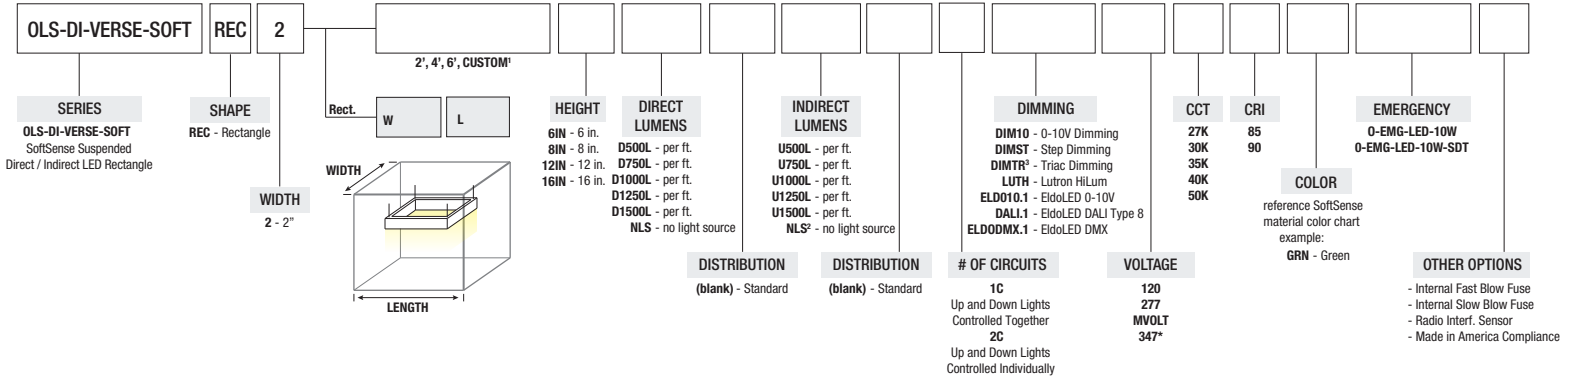 OLS-DI-VERSE-SOFT REC 2
2', 4', 6', CUSTOM¹
Rect.
W L
SERIES
OLS-DI-VERSE-SOFT
SoftSense Suspended
Direct / Indirect LED Rectangle
SHAPE
REC - Rectangle
WIDTH
2 - 2"
WIDTH
LENGTH
HEIGHT
6IN - 6 in.
8IN - 8 in.
12IN - 12 in.
16IN - 16 in.
DIRECT
LUMENS
D500L - per ft.
D750L - per ft.
D1000L - per ft.
D1250L - per ft.
D1500L - per ft.
NLS - no light source
DISTRIBUTION
(blank) - Standard
INDIRECT
LUMENS
U500L - per ft.
U750L - per ft.
U1000L - per ft.
U1250L - per ft.
U1500L - per ft.
NLS² - no light source
DISTRIBUTION
(blank) - Standard
# OF CIRCUITS
1C
Up and Down Lights
Controlled Together
2C
Up and Down Lights
Controlled Individually
DIMMING
DIM10 - 0-10V Dimming
DIMST - Step Dimming
DIMTR³ - Triac Dimming
LUTH - Lutron HiLum
ELD010.1 - EldoLED 0-10V
DALI.1 - EldoLED DALI Type 8
ELDODMX.1 - EldoLED DMX
VOLTAGE
120
277
MVOLT
347*
CCT
27K
30K
35K
40K
50K
CRI
85
90
COLOR
reference SoftSense
material color chart
example:
GRN - Green
EMERGENCY
O-EMG-LED-10W
O-EMG-LED-10W-SDT
OTHER OPTIONS
- Internal Fast Blow Fuse
- Internal Slow Blow Fuse
- Radio Interf. Sensor
- Made in America Compliance